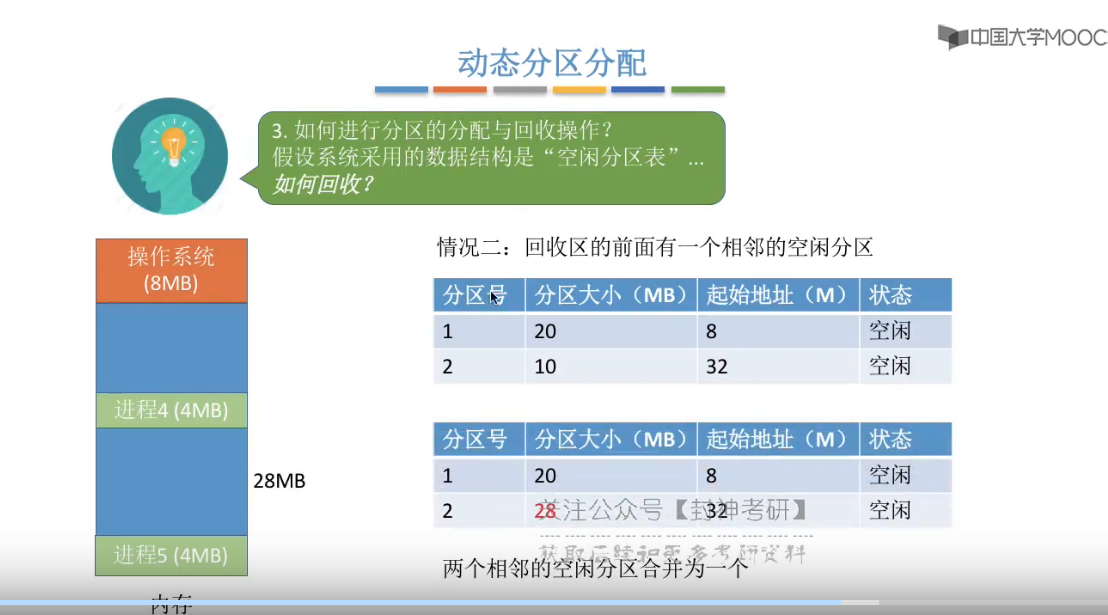 中国大学MOOC
动态分区分配
3. 如何进行分区的分配与回收操作？
假设系统采用的数据结构是“空闲分区表”...
如何回收？
操作系统
(8MB)
进程4 (4MB)
28MB
进程5 (4MB)
内存
情况二：回收区的前面有一个相邻的空闲分区
分区号 分区大小（MB） 起始地址（M） 状态
1 20 8 空闲
2 10 32 空闲
分区号 分区大小（MB） 起始地址（M） 状态
1 20 8 空闲
2 28 32 空闲
关注公众号【封神考研】
获取后续和更多考研资料
两个相邻的空闲分区合并为一个